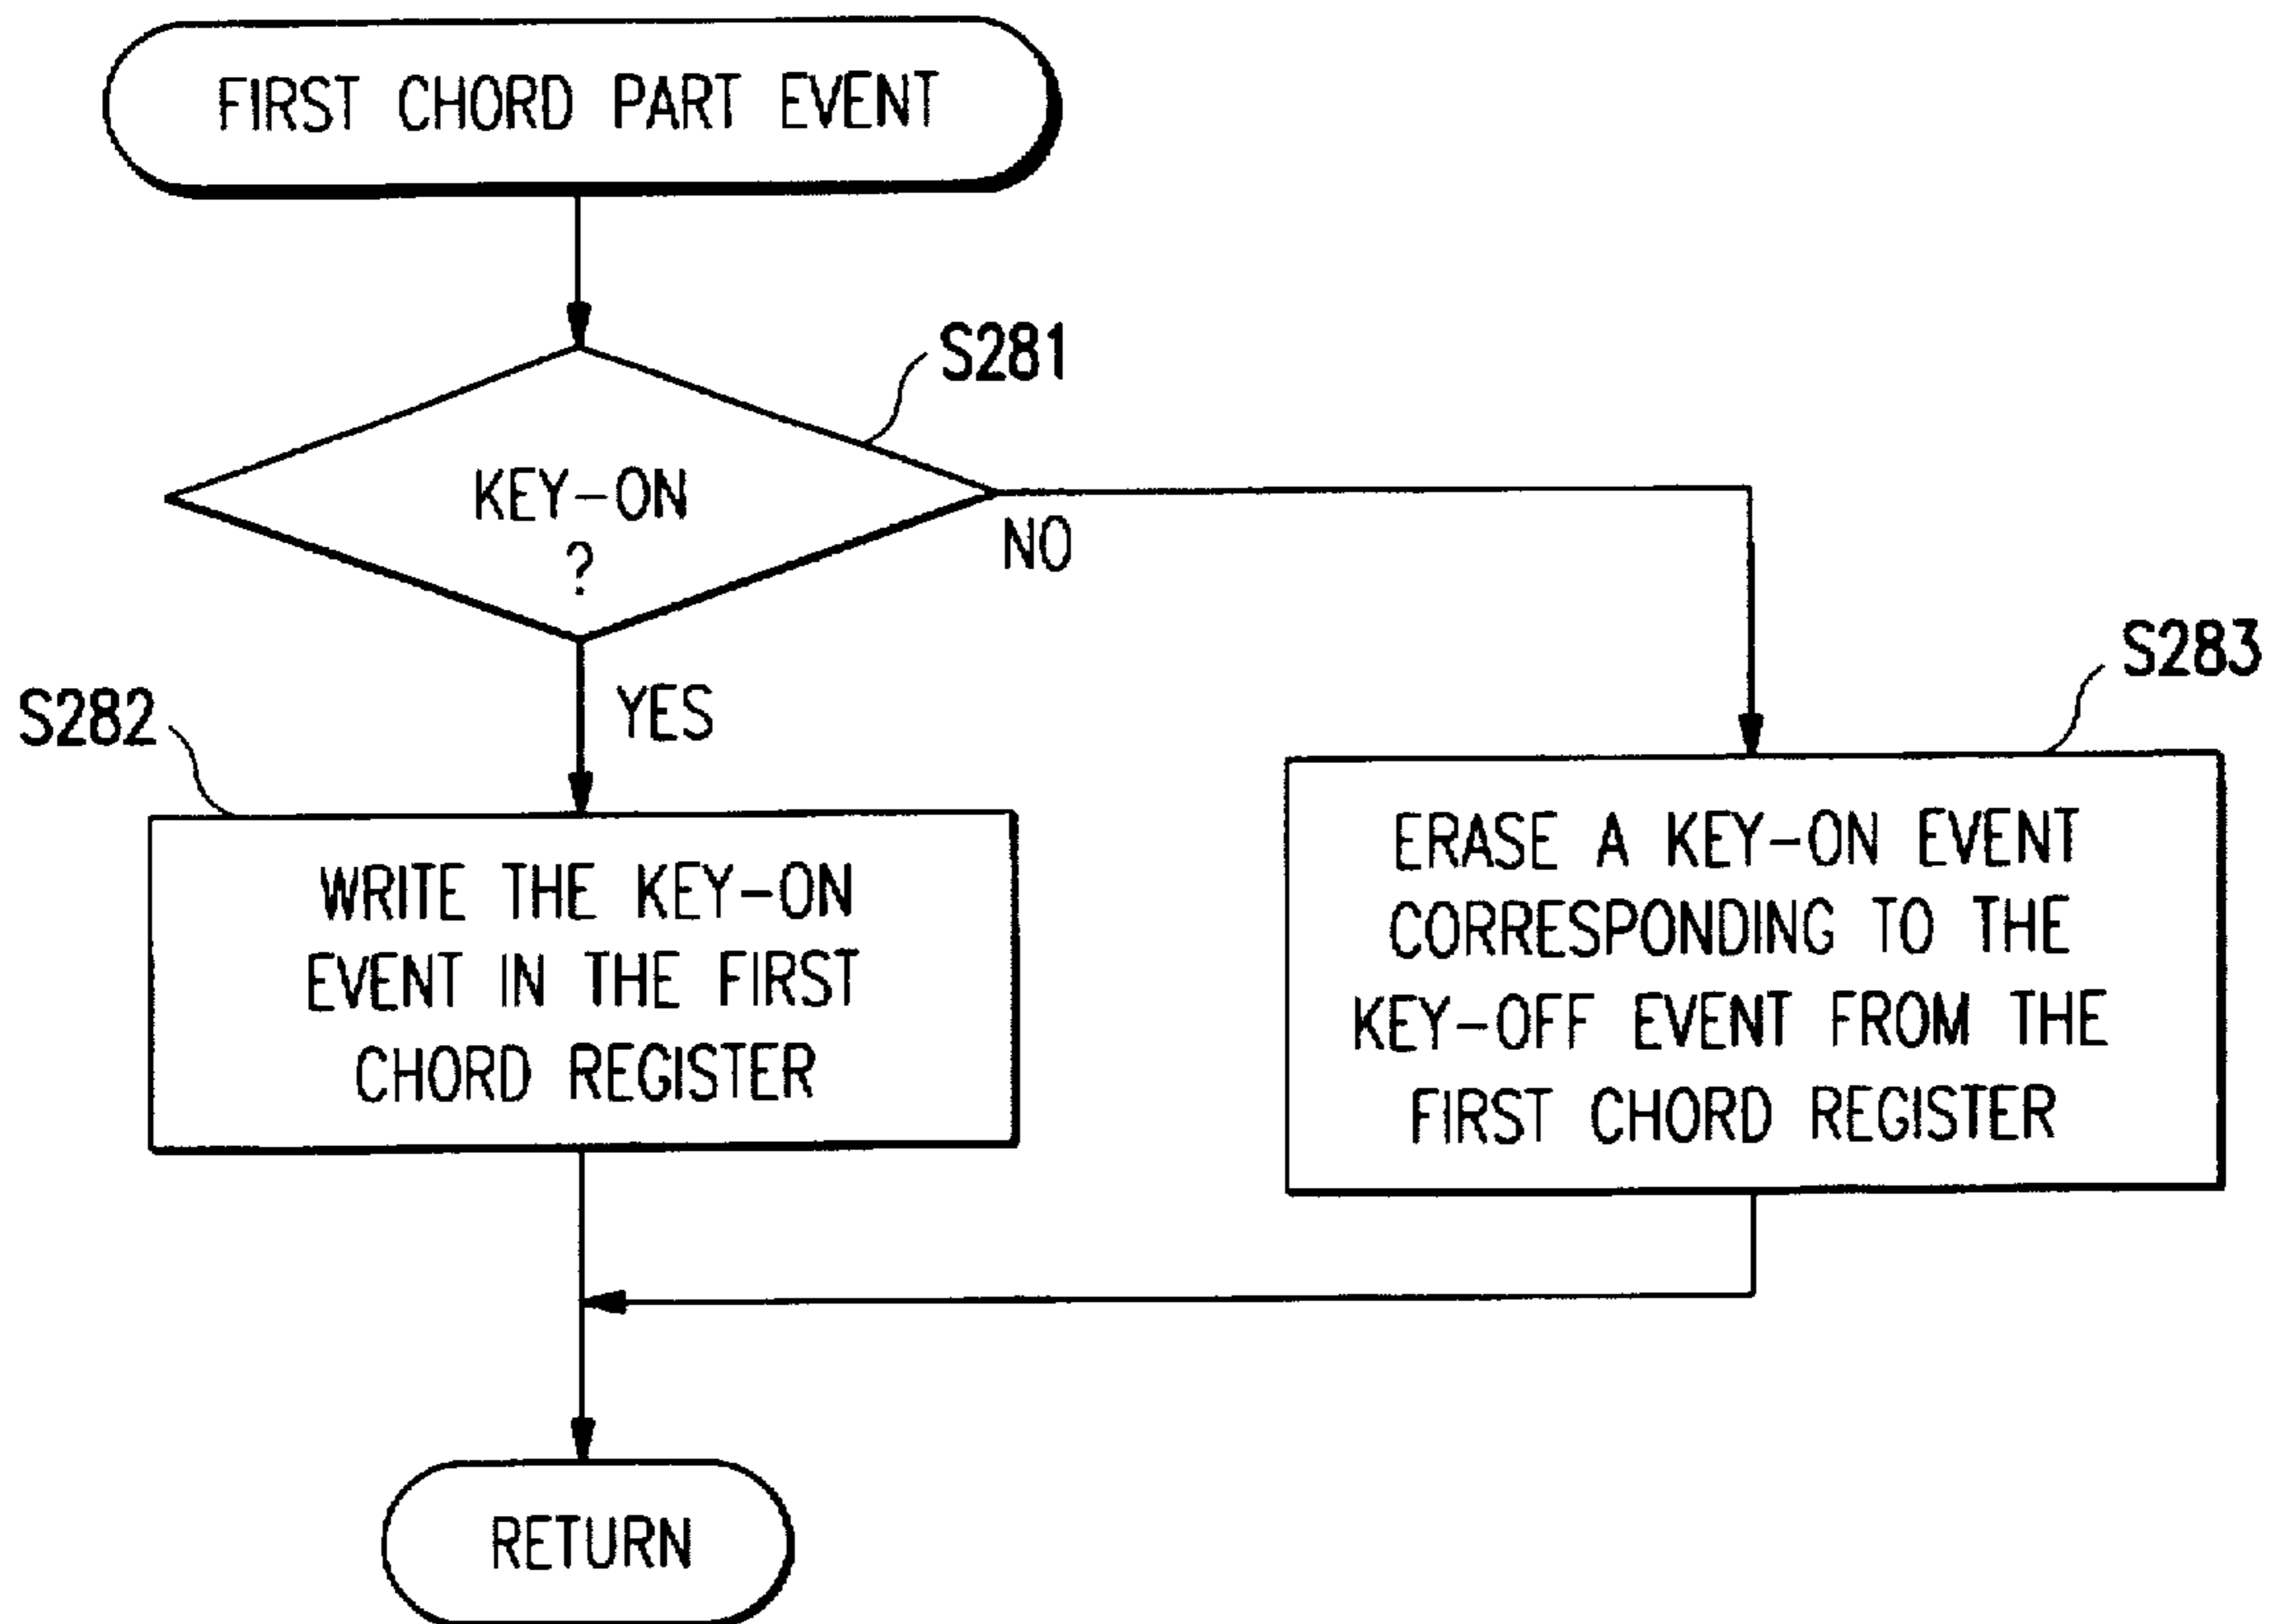 FIRST CHORD PART EVENT
S281
KEY-ON
?
NO
YES
S282
WRITE THE KEY-ON
EVENT IN THE FIRST
CHORD REGISTER
S283
ERASE A KEY-ON EVENT
CORRESPONDING TO THE
KEY-OFF EVENT FROM THE
FIRST CHORD REGISTER
RETURN